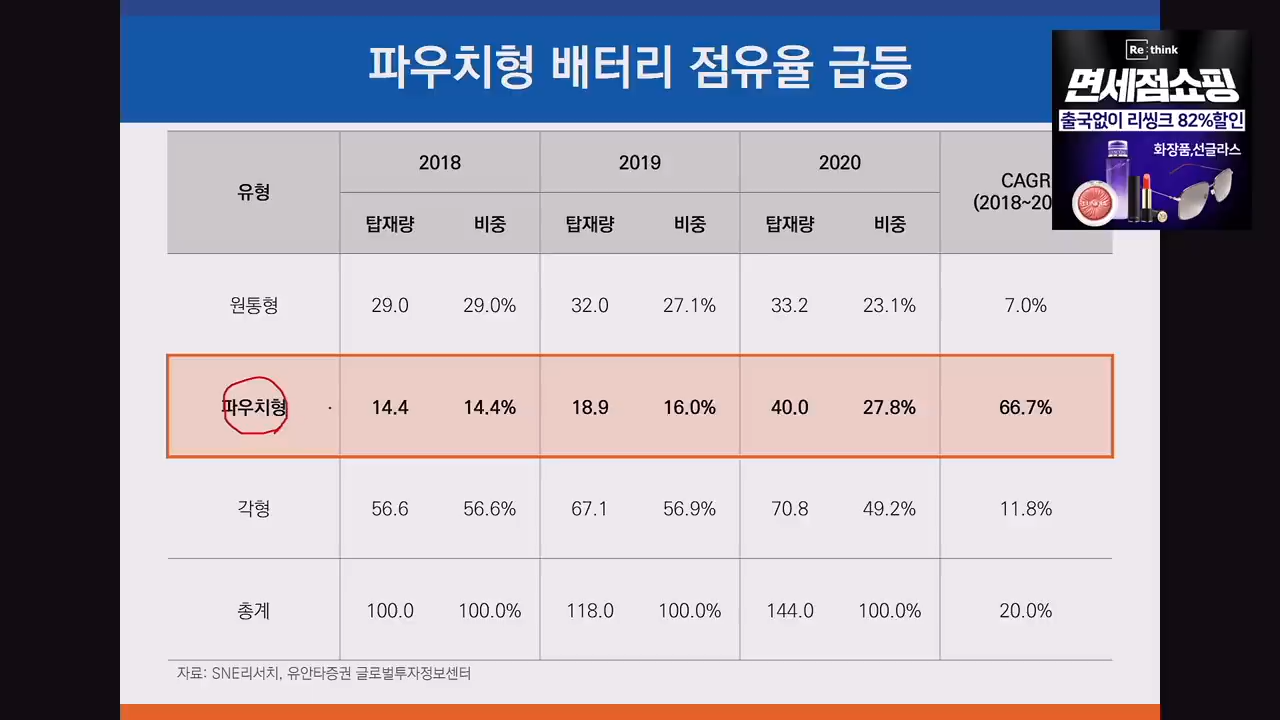 파우치형 배터리 점유율 급등
Re:think
면세점쇼핑
출국없이 리씽크 82%할인
화장품,선글라스
유형 2018 2019 2020 CAGR
(2018~20
탑재량 비중 탑재량 비중 탑재량 비중
원통형 29.0 29.0% 32.0 27.1% 33.2 23.1% 7.0%
파우치형 14.4 14.4% 18.9 16.0% 40.0 27.8% 66.7%
각형 56.6 56.6% 67.1 56.9% 70.8 49.2% 11.8%
총계 100.0 100.0% 118.0 100.0% 144.0 100.0% 20.0%
자료: SNE리서치, 유안타증권 글로벌투자정보센터